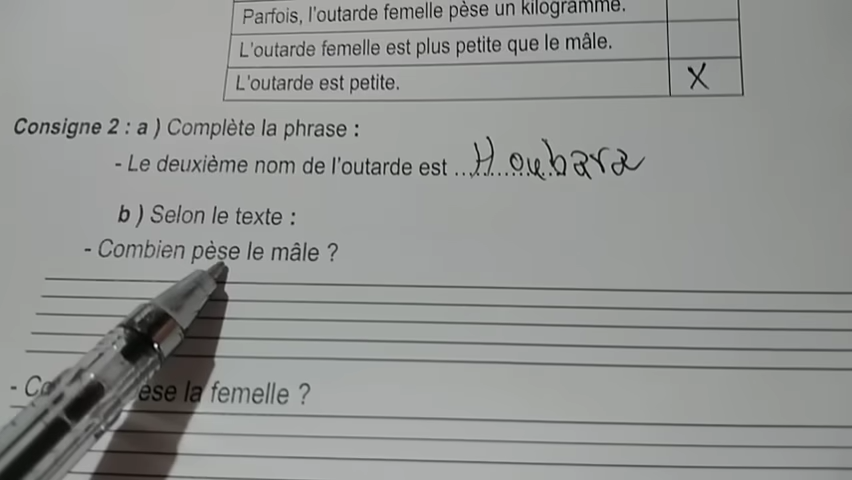 Parfois, l'outarde femelle pèse un kilogramme.
L'outarde femelle est plus petite que le mâle.
L'outarde est petite. X
Consigne 2 : a ) Complète la phrase :
- Le deuxième nom de l'outarde est .............. Houbara
b ) Selon le texte :
- Combien pèse le mâle ?
- Co èse la femelle ?